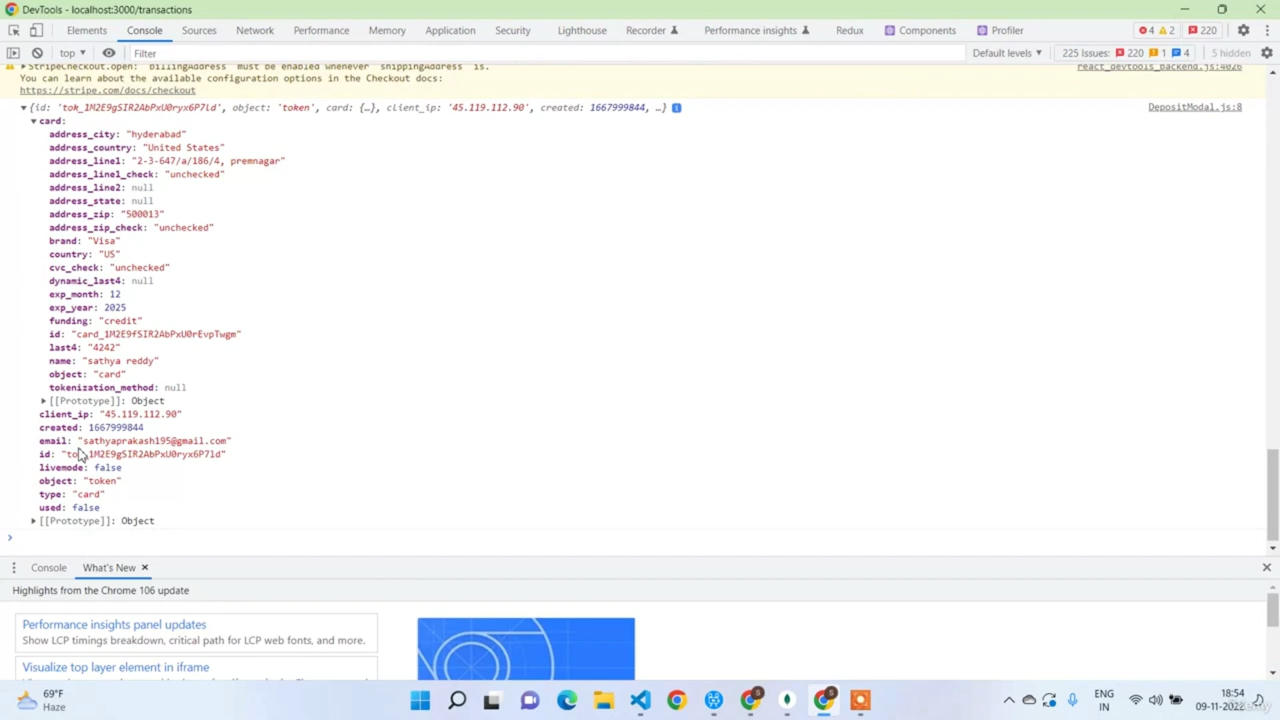 DevTools - localhost:3000/transactions
Elements Console Sources Network Performance Memory Application Security Lighthouse Recorder Performance insights Redux Components Profiler 4 2 220
top Filter Default levels 225 Issues: 220 1 4 5 hidden
StripeCheckout.open: 'billingAddress' must be enabled whenever 'shippingAddress' is. react_devtools_backend.js:4026
You can learn about the available configuration options in the Checkout docs:
https://stripe.com/docs/checkout
{id: 'tok_1M2E9gSIR2AbPxU0ryx6P7ld', object: 'token', card: {…}, client_ip: '45.119.112.90', created: 1667999844, …} DepositModal.js:8
card:
address_city: "hyderabad"
address_country: "United States"
address_line1: "2-3-647/a/186/4, premnagar"
address_line1_check: "unchecked"
address_line2: null
address_state: null
address_zip: "500013"
address_zip_check: "unchecked"
brand: "Visa"
country: "US"
cvc_check: "unchecked"
dynamic_last4: null
exp_month: 12
exp_year: 2025
funding: "credit"
id: "card_1M2E9fSIR2AbPxU0rEvpTwgm"
last4: "4242"
name: "sathya reddy"
object: "card"
tokenization_method: null
[[Prototype]]: Object
client_ip: "45.119.112.90"
created: 1667999844
email: "sathyaprakash195@gmail.com"
id: "tok_1M2E9gSIR2AbPxU0ryx6P7ld"
livemode: false
object: "token"
type: "card"
used: false
[[Prototype]]: Object
Console What's New
Highlights from the Chrome 106 update
Performance insights panel updates
Show LCP timings breakdown, critical path for LCP web fonts, and more.
Visualize top layer element in iframe
69°F
Haze
ENG
IN
18:54
09-11-2022